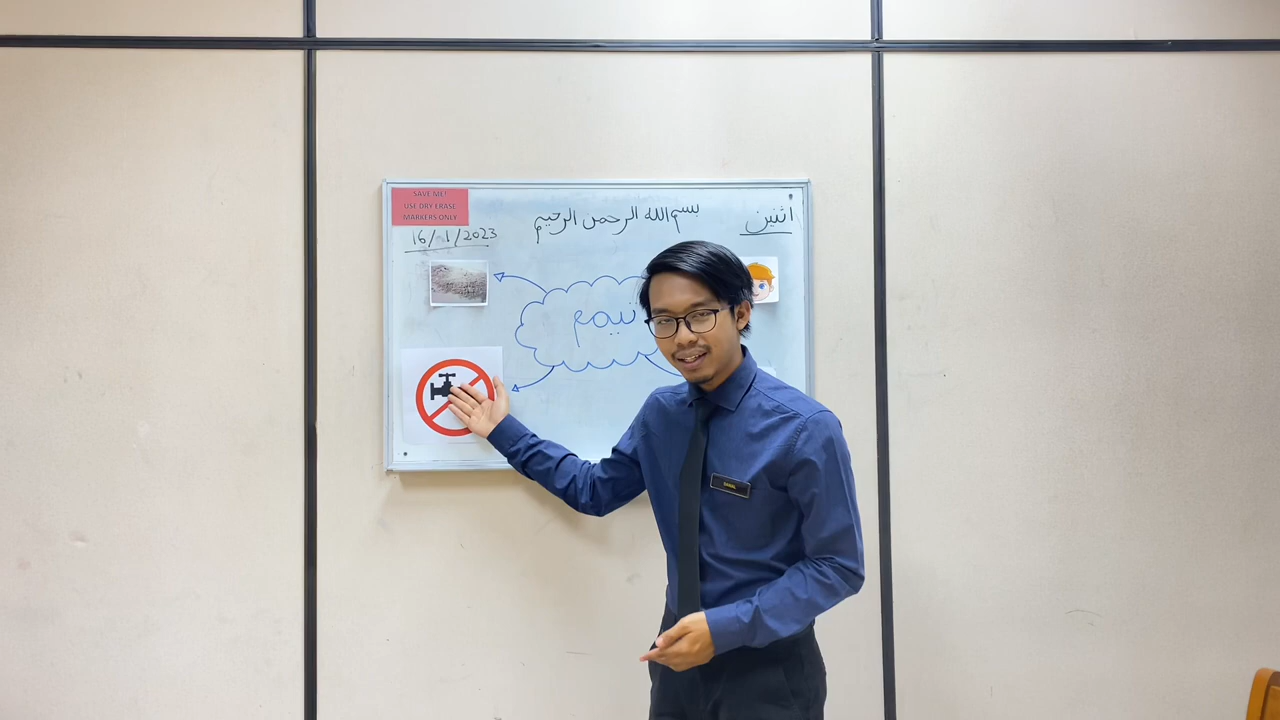 SAVE ME!
USE DRY ERASE
MARKERS ONLY
بسم الله الرحمن الرحيم
اثنين
16/1/2023